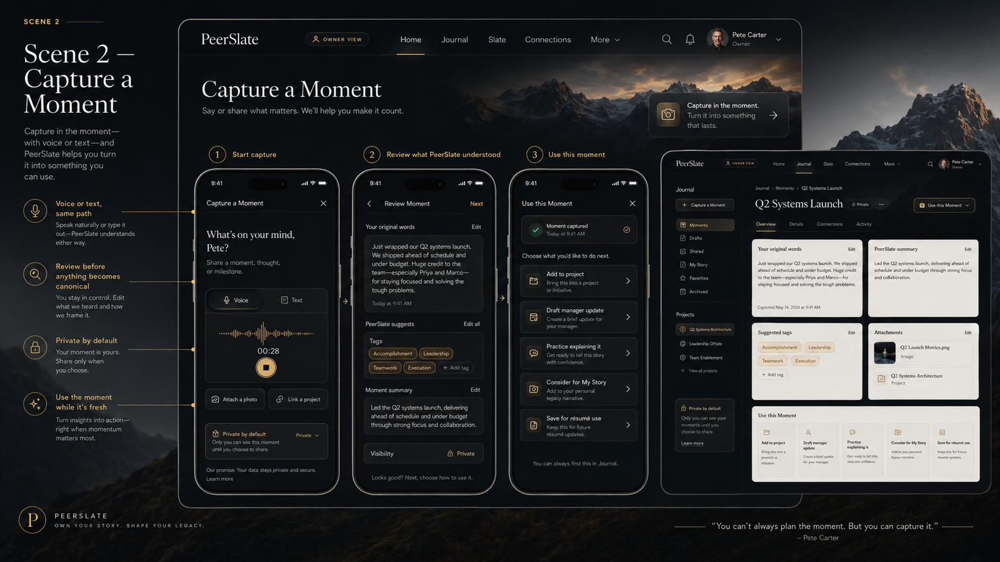 SCENE 2
Scene 2 —
Capture a
Moment
Capture in the moment—
with voice or text—and
PeerSlate helps you turn
it into something you
can use.
Voice or text,
same path
Speak naturally or type it
out—PeerSlate understands
either way.
Review before
anything becomes
canonical
You stay in control. Edit
what we heard and how
we frame it.
Private by default
Your moment is yours.
Share only when
you choose.
Use the moment
while it's fresh
Turn insights into action—
right when momentum
matters most.
P
PEERSLATE
OWN YOUR STORY. SHAPE YOUR LEGACY.
PeerSlate
OWNER VIEW
Home
Journal
Slate
Connections
More
Pete Carter
Owner
Capture a Moment
Say or share what matters. We'll help you make it count.
Capture in the moment.
Turn it into something
that lasts.
1 Start capture
2 Review what PeerSlate understood
3 Use this moment
9:41
Capture a Moment
What's on your mind,
Pete?
Share a moment, thought,
or milestone.
Voice
Text
00:28
Attach a photo
Link a project
Private by default
Private
Only you can see this moment
until you choose to share.
Our promise: Your data stays private and secure.
Learn more
9:41
Review Moment
Next
Your original words
Edit
Just wrapped our Q2 systems launch.
We shipped ahead of schedule and
under budget. Huge credit to the
team—especially Priya and Marco—
for staying focused and solving the
tough problems.
Today at 9:41 AM
PeerSlate suggests
Edit all
Tags
Accomplishment
Leadership
Teamwork
Execution
+ Add tag
Moment summary
Edit
Led the Q2 systems launch, delivering
ahead of schedule and under budget
through strong focus and collaboration.
Visibility
Private
Looks good? Next, choose how to use it.
9:41
Use this Moment
Moment captured
Today at 9:41 AM
Choose what you'd like to do next.
Add to project
Bring this into a project
or initiative.
Draft manager update
Create a brief update for
your manager.
Practice explaining it
Get ready to tell this story
with confidence.
Consider for My Story
Add to your personal
legacy narrative.
Save for résumé use
Keep this for future
résumé updates.
You can always find this in Journal.
PeerSlate
OWNER VIEW
Home
Journal
Slate
Connections
More
Pete Carter
Owner
Journal
+ Capture a Moment
Moments
Drafts
Shared
My Story
Favorites
Archived
Projects
Q2 Systems Architecture
Leadership Offsite
Team Enablement
+ View all projects
Private by default
Only you can see your
moments until you
choose to share.
Learn more
Journal > Moments > Q2 Systems Launch
Q2 Systems Launch
Private
Use this Moment
Overview
Details
Connections
Activity
Your original words
Edit
Just wrapped our Q2 systems launch. We shipped
ahead of schedule and under budget. Huge credit
to the team—especially Priya and Marco—for
staying focused and solving the tough problems.
Captured May 14, 2024 at 9:41 AM
PeerSlate summary
Edit
Led the Q2 systems launch, delivering ahead of
schedule and under budget through strong focus
and collaboration.
Suggested tags
Edit
Accomplishment
Leadership
Teamwork
Execution
+ Add tag
Attachments
Edit
Q2 Launch Metrics.png
Image
Q2 Systems Architecture
Project
Use this Moment
Add to project
Bring this into a
project or
initiative.
Draft manager
update
Create a brief update
for your manager.
Practice
explaining it
Get ready to tell this
story with confidence.
Consider for My Story
Add to your personal
legacy narrative.
Save for résumé use
Keep this for future
résumé updates.
“You can't always plan the moment. But you can capture it.”
– Pete Carter